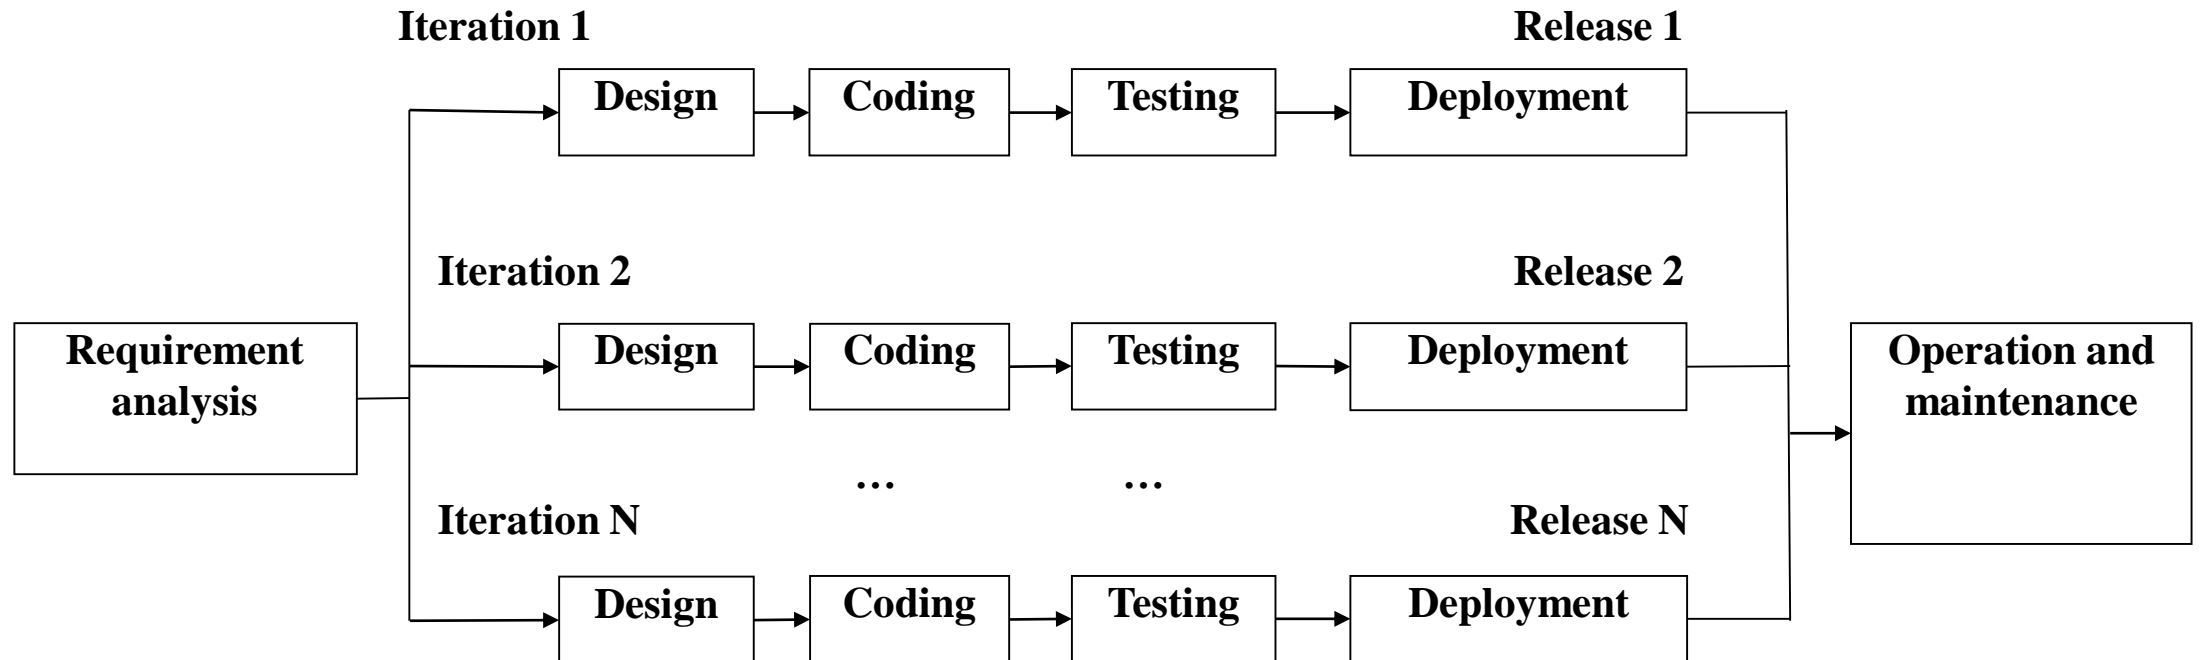 Iteration 1
Release 1
Design
Coding
Testing
Deployment
Iteration 2
Release 2
Requirement
analysis
Design
Coding
Testing
Deployment
Operation and
maintenance
...
...
Iteration N
Release N
Design
Coding
Testing
Deployment